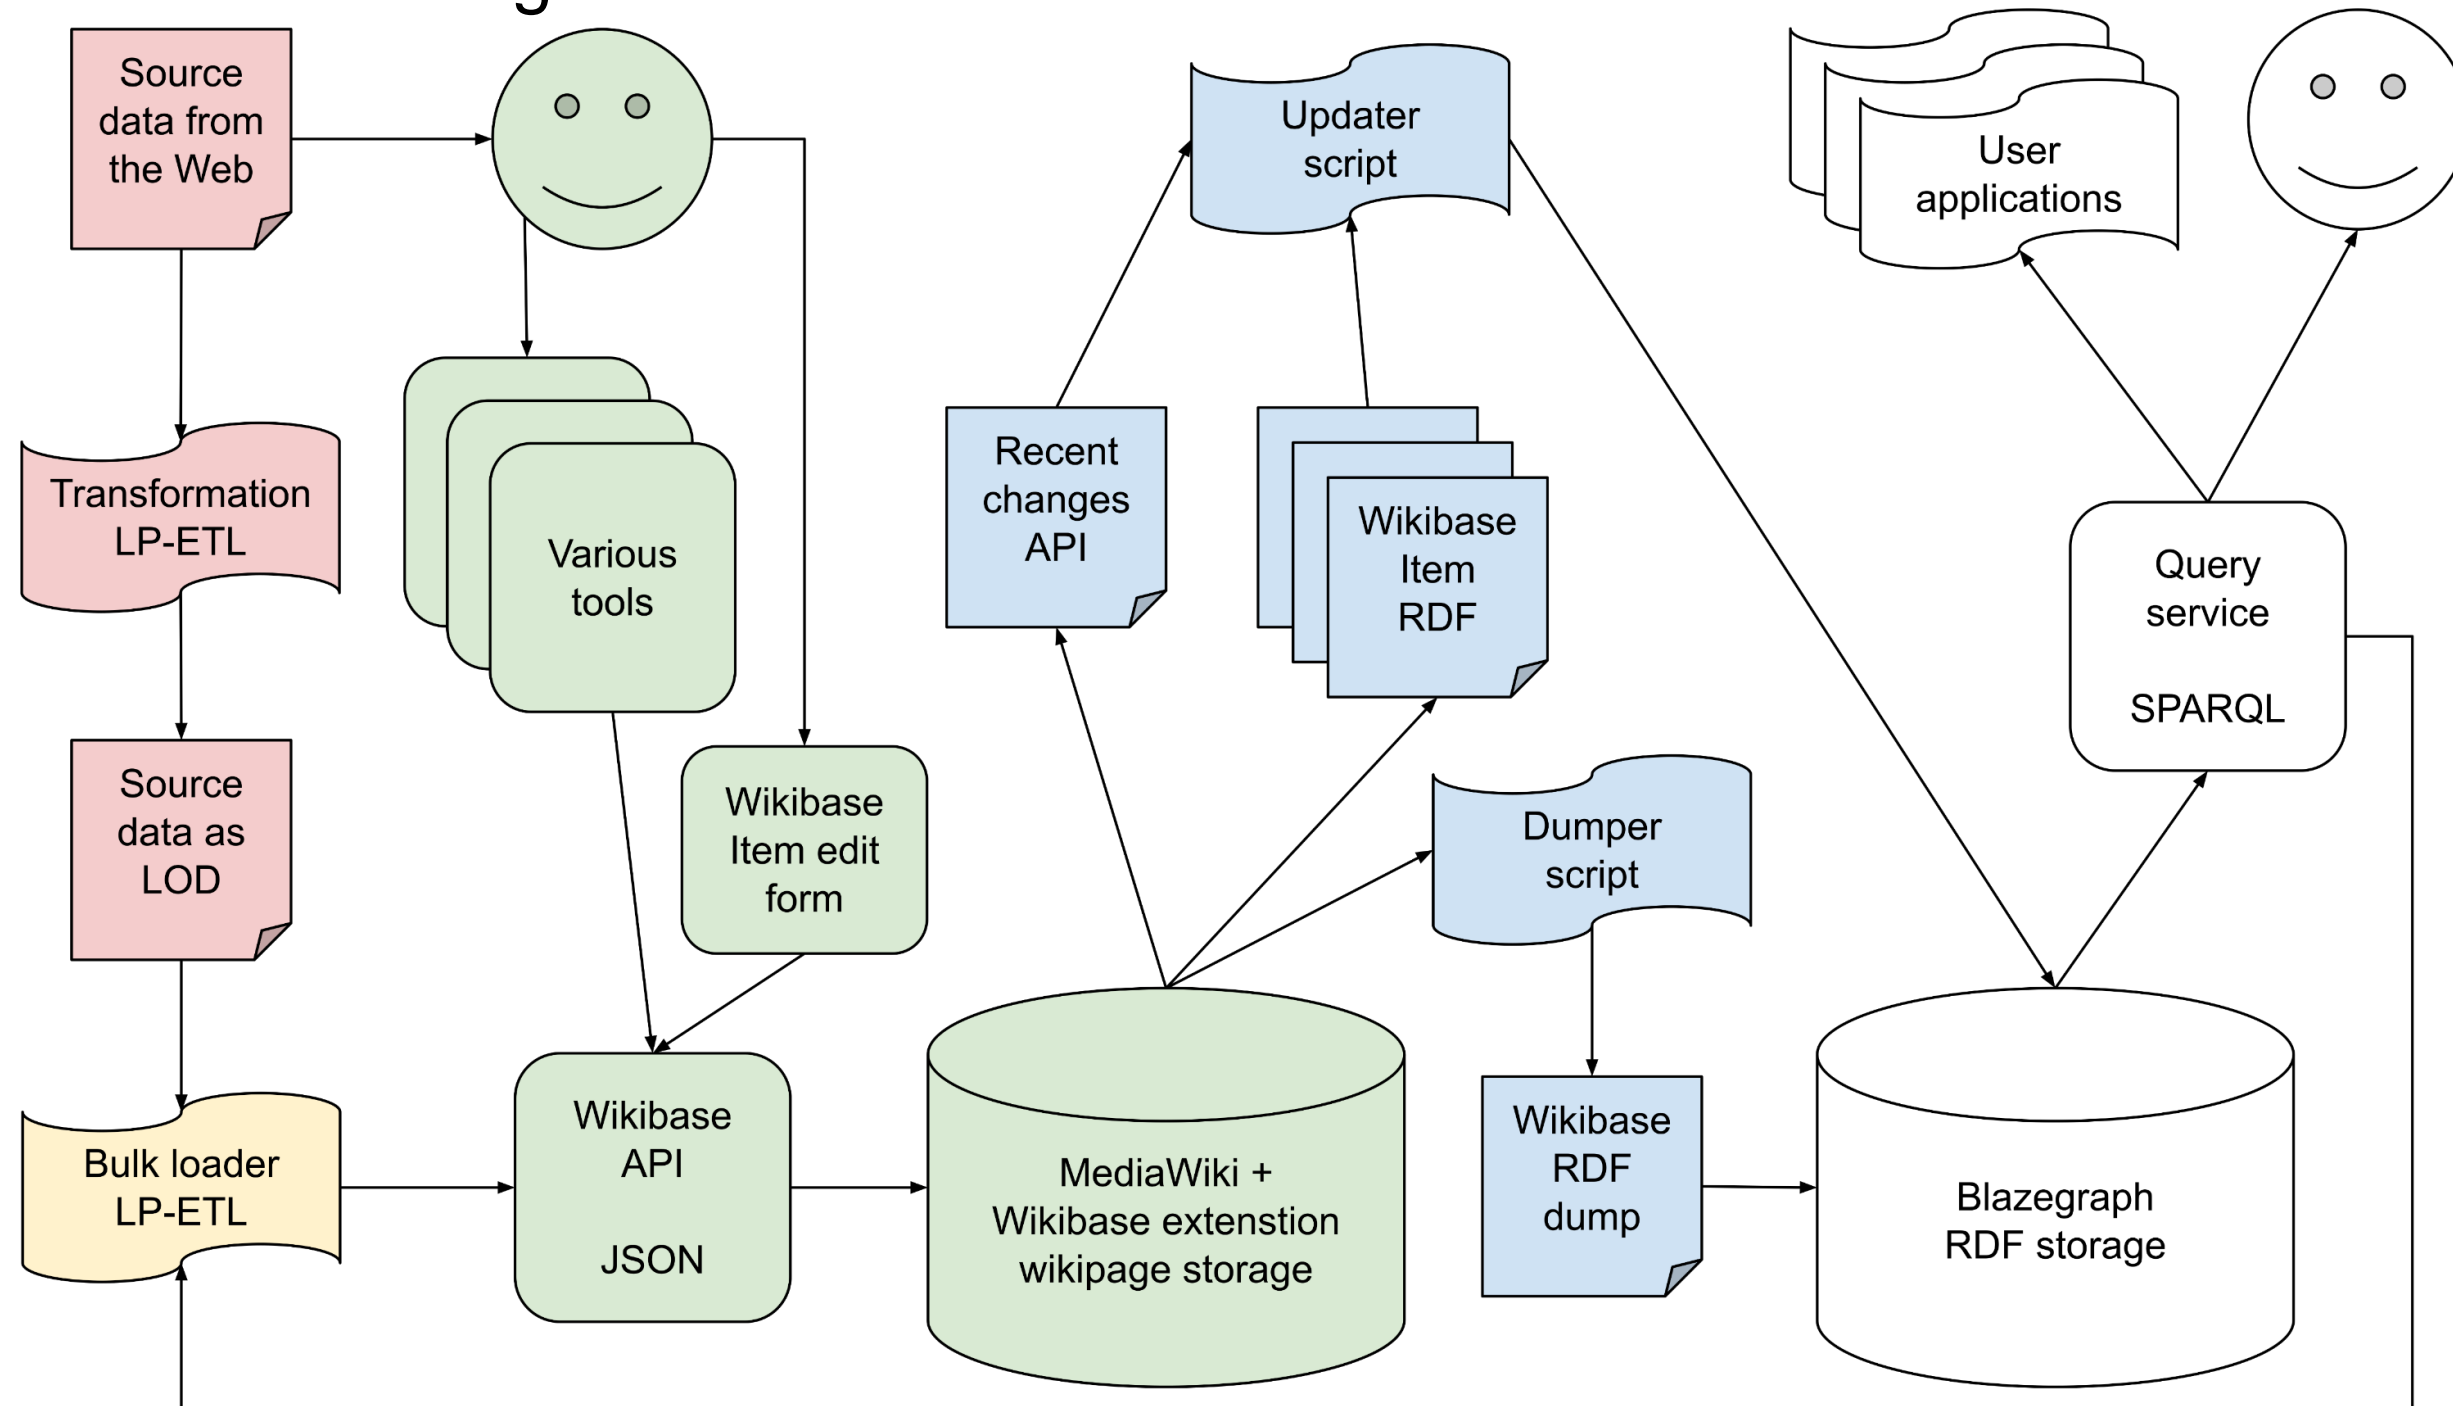 g
Source
data from
the Web
Updater
script
User
applications
Transformation
LP-ETL
Various
tools
Recent
changes
API
Wikibase
Item
RDF
Query
service
SPARQL
Source
data as
LOD
Wikibase
Item edit
form
Dumper
script
Bulk loader
LP-ETL
Wikibase
API
JSON
MediaWiki +
Wikibase extenstion
wikipage storage
Wikibase
RDF
dump
Blazegraph
RDF storage